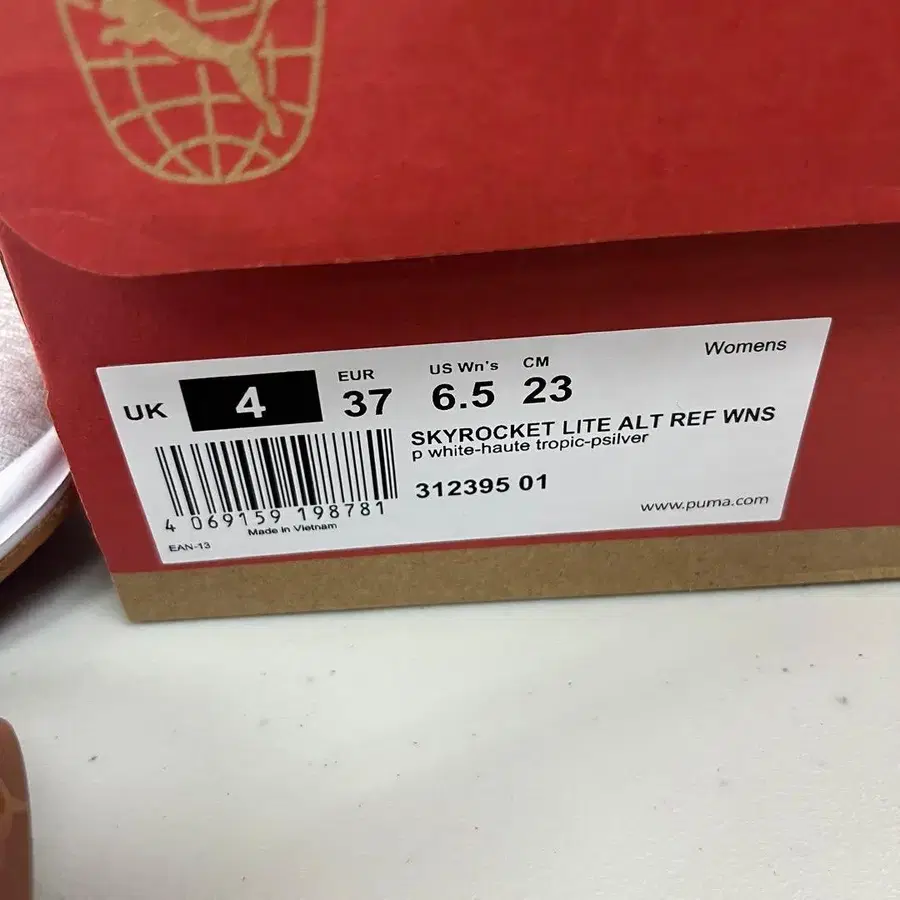 Womens
UK 4
EUR 37
US Wn's 6.5
CM 23
SKYROCKET LITE ALT REF WNS
p white-haute tropic-psilver
312395 01
4 069159 198781
Made in Vietnam
EAN-13
www.puma.com